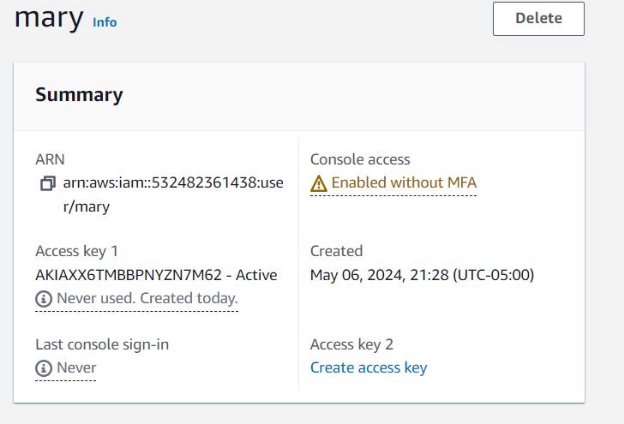 mary Info
Delete
Summary
ARN
arn:aws:iam::532482361438:use
r/mary
Access key 1
AKIAXX6TMBBPNYZN7M62 - Active
Never used. Created today.
Last console sign-in
Never
Console access
Enabled without MFA
Created
May 06, 2024, 21:28 (UTC-05:00)
Access key 2
Create access key